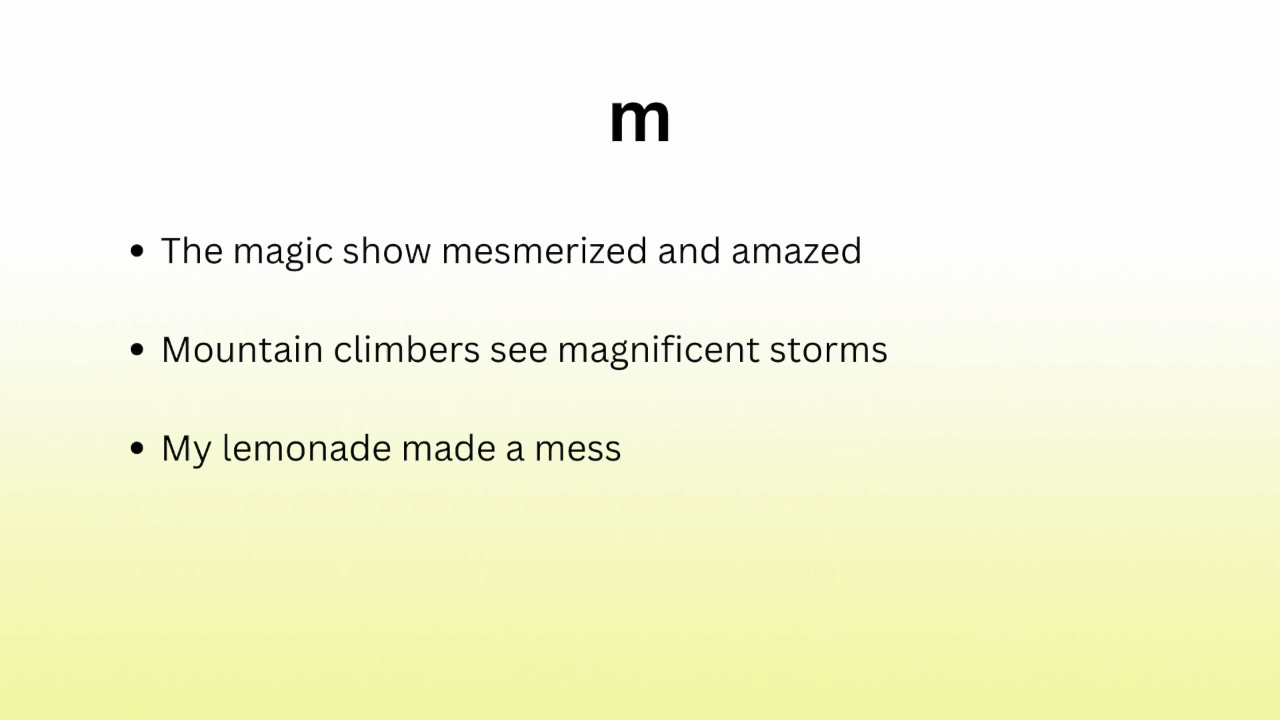 m
• The magic show mesmerized and amazed
• Mountain climbers see magnificent storms
• My lemonade made a mess